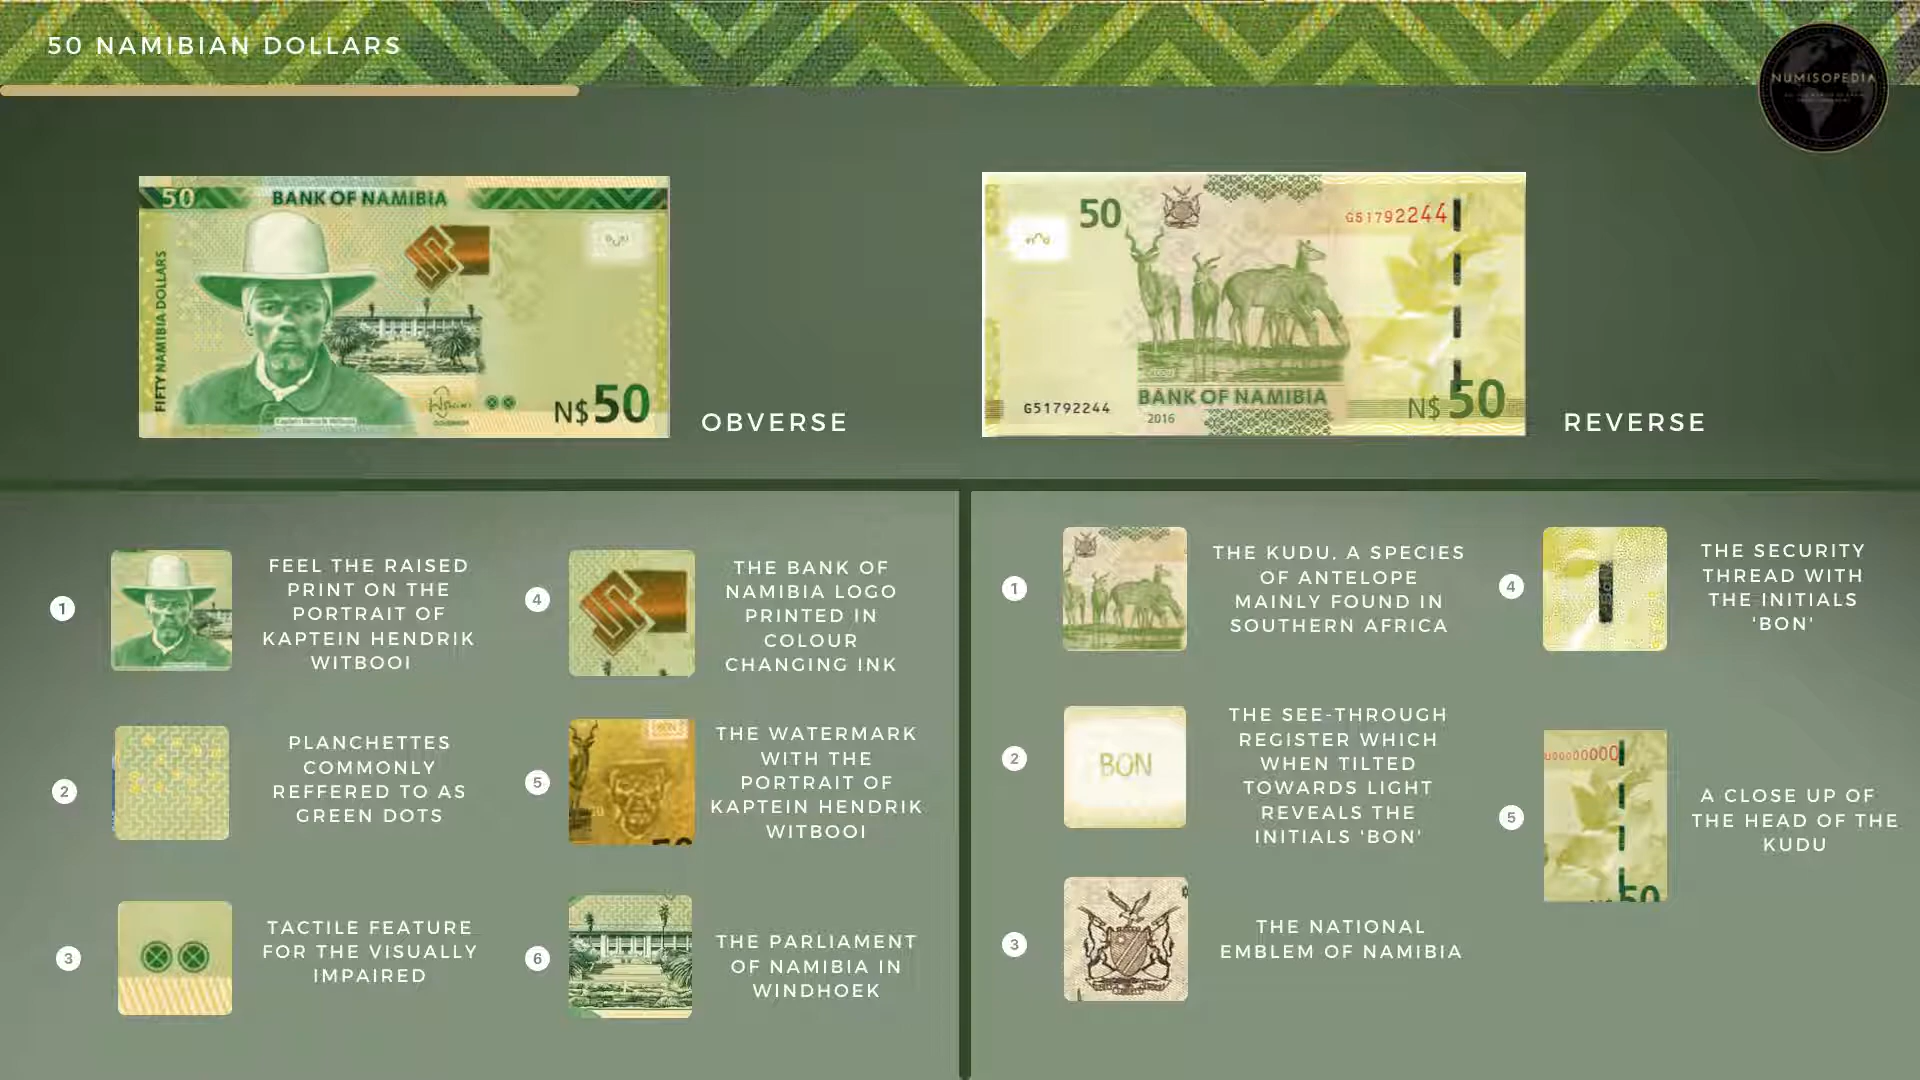 50 NAMIBIAN DOLLARS
NUMISOPEDIA
50
BANK OF NAMIBIA
FIFTY NAMIBIA DOLLARS
Kaptein Hendrik Witbooi
GOVERNOR
N$50
OBVERSE
50
G51792244
G51792244
BANK OF NAMIBIA
2016
N$50
REVERSE
1
FEEL THE RAISED
PRINT ON THE
PORTRAIT OF
KAPTEIN HENDRIK
WITBOOI
2
PLANCHETTES
COMMONLY
REFFERED TO AS
GREEN DOTS
3
TACTILE FEATURE
FOR THE VISUALLY
IMPAIRED
4
THE BANK OF
NAMIBIA LOGO
PRINTED IN
COLOUR
CHANGING INK
5
THE WATERMARK
WITH THE
PORTRAIT OF
KAPTEIN HENDRIK
WITBOOI
6
THE PARLIAMENT
OF NAMIBIA IN
WINDHOEK
1
THE KUDU. A SPECIES
OF ANTELOPE
MAINLY FOUND IN
SOUTHERN AFRICA
2
BON
THE SEE-THROUGH
REGISTER WHICH
WHEN TILTED
TOWARDS LIGHT
REVEALS THE
INITIALS 'BON'
3
THE NATIONAL
EMBLEM OF NAMIBIA
4
THE SECURITY
THREAD WITH
THE INITIALS
'BON'
5
50
A CLOSE UP OF
THE HEAD OF THE
KUDU